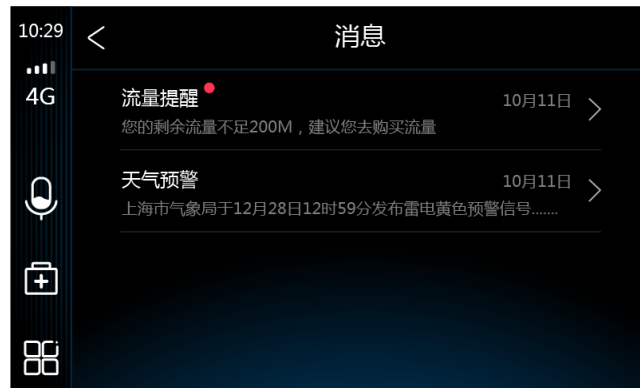 10:29
4G
消息
流量提醒
10月11日
您的剩余流量不足200M，建议您去购买流量
天气预警
10月11日
上海市气象局于12月28日12时59分发布雷电黄色预警信号.......